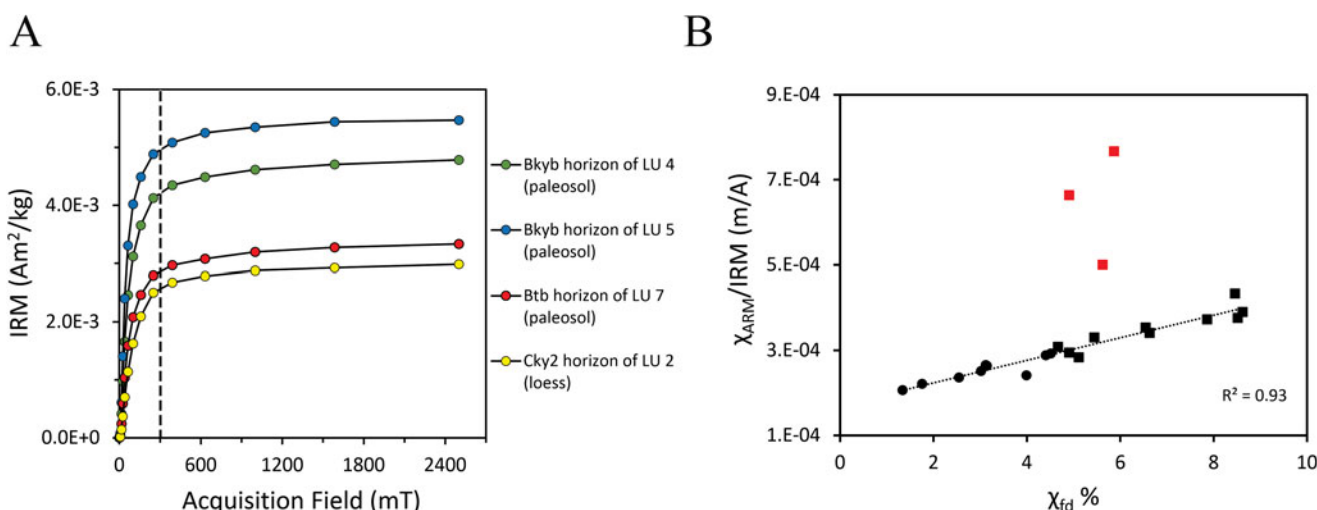 A
IRM (Am²/kg)
6.0E-3
4.0E-3
2.0E-3
0.0E+0
0
600
1200
1800
2400
Acquisition Field (mT)
Bkyb horizon of LU 4
(paleosol)
Bkyb horizon of LU 5
(paleosol)
Btb horizon of LU 7
(paleosol)
Cky2 horizon of LU 2
(loess)
B
χARM/IRM (m/A)
9.E-04
7.E-04
5.E-04
3.E-04
1.E-04
R² = 0.93
0
2
4
6
8
10
χfd %